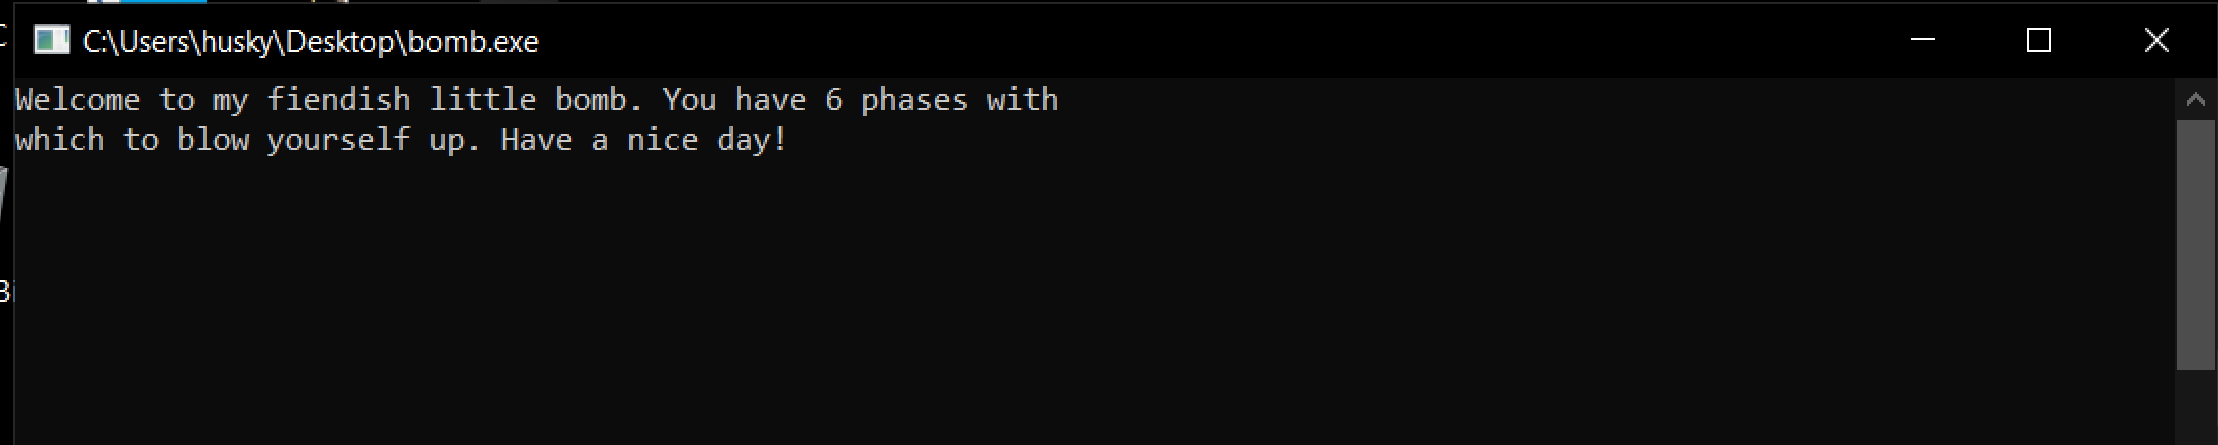 C:\Users\husky\Desktop\bomb.exe
Welcome to my fiendish little bomb. You have 6 phases with
which to blow yourself up. Have a nice day!
Bi